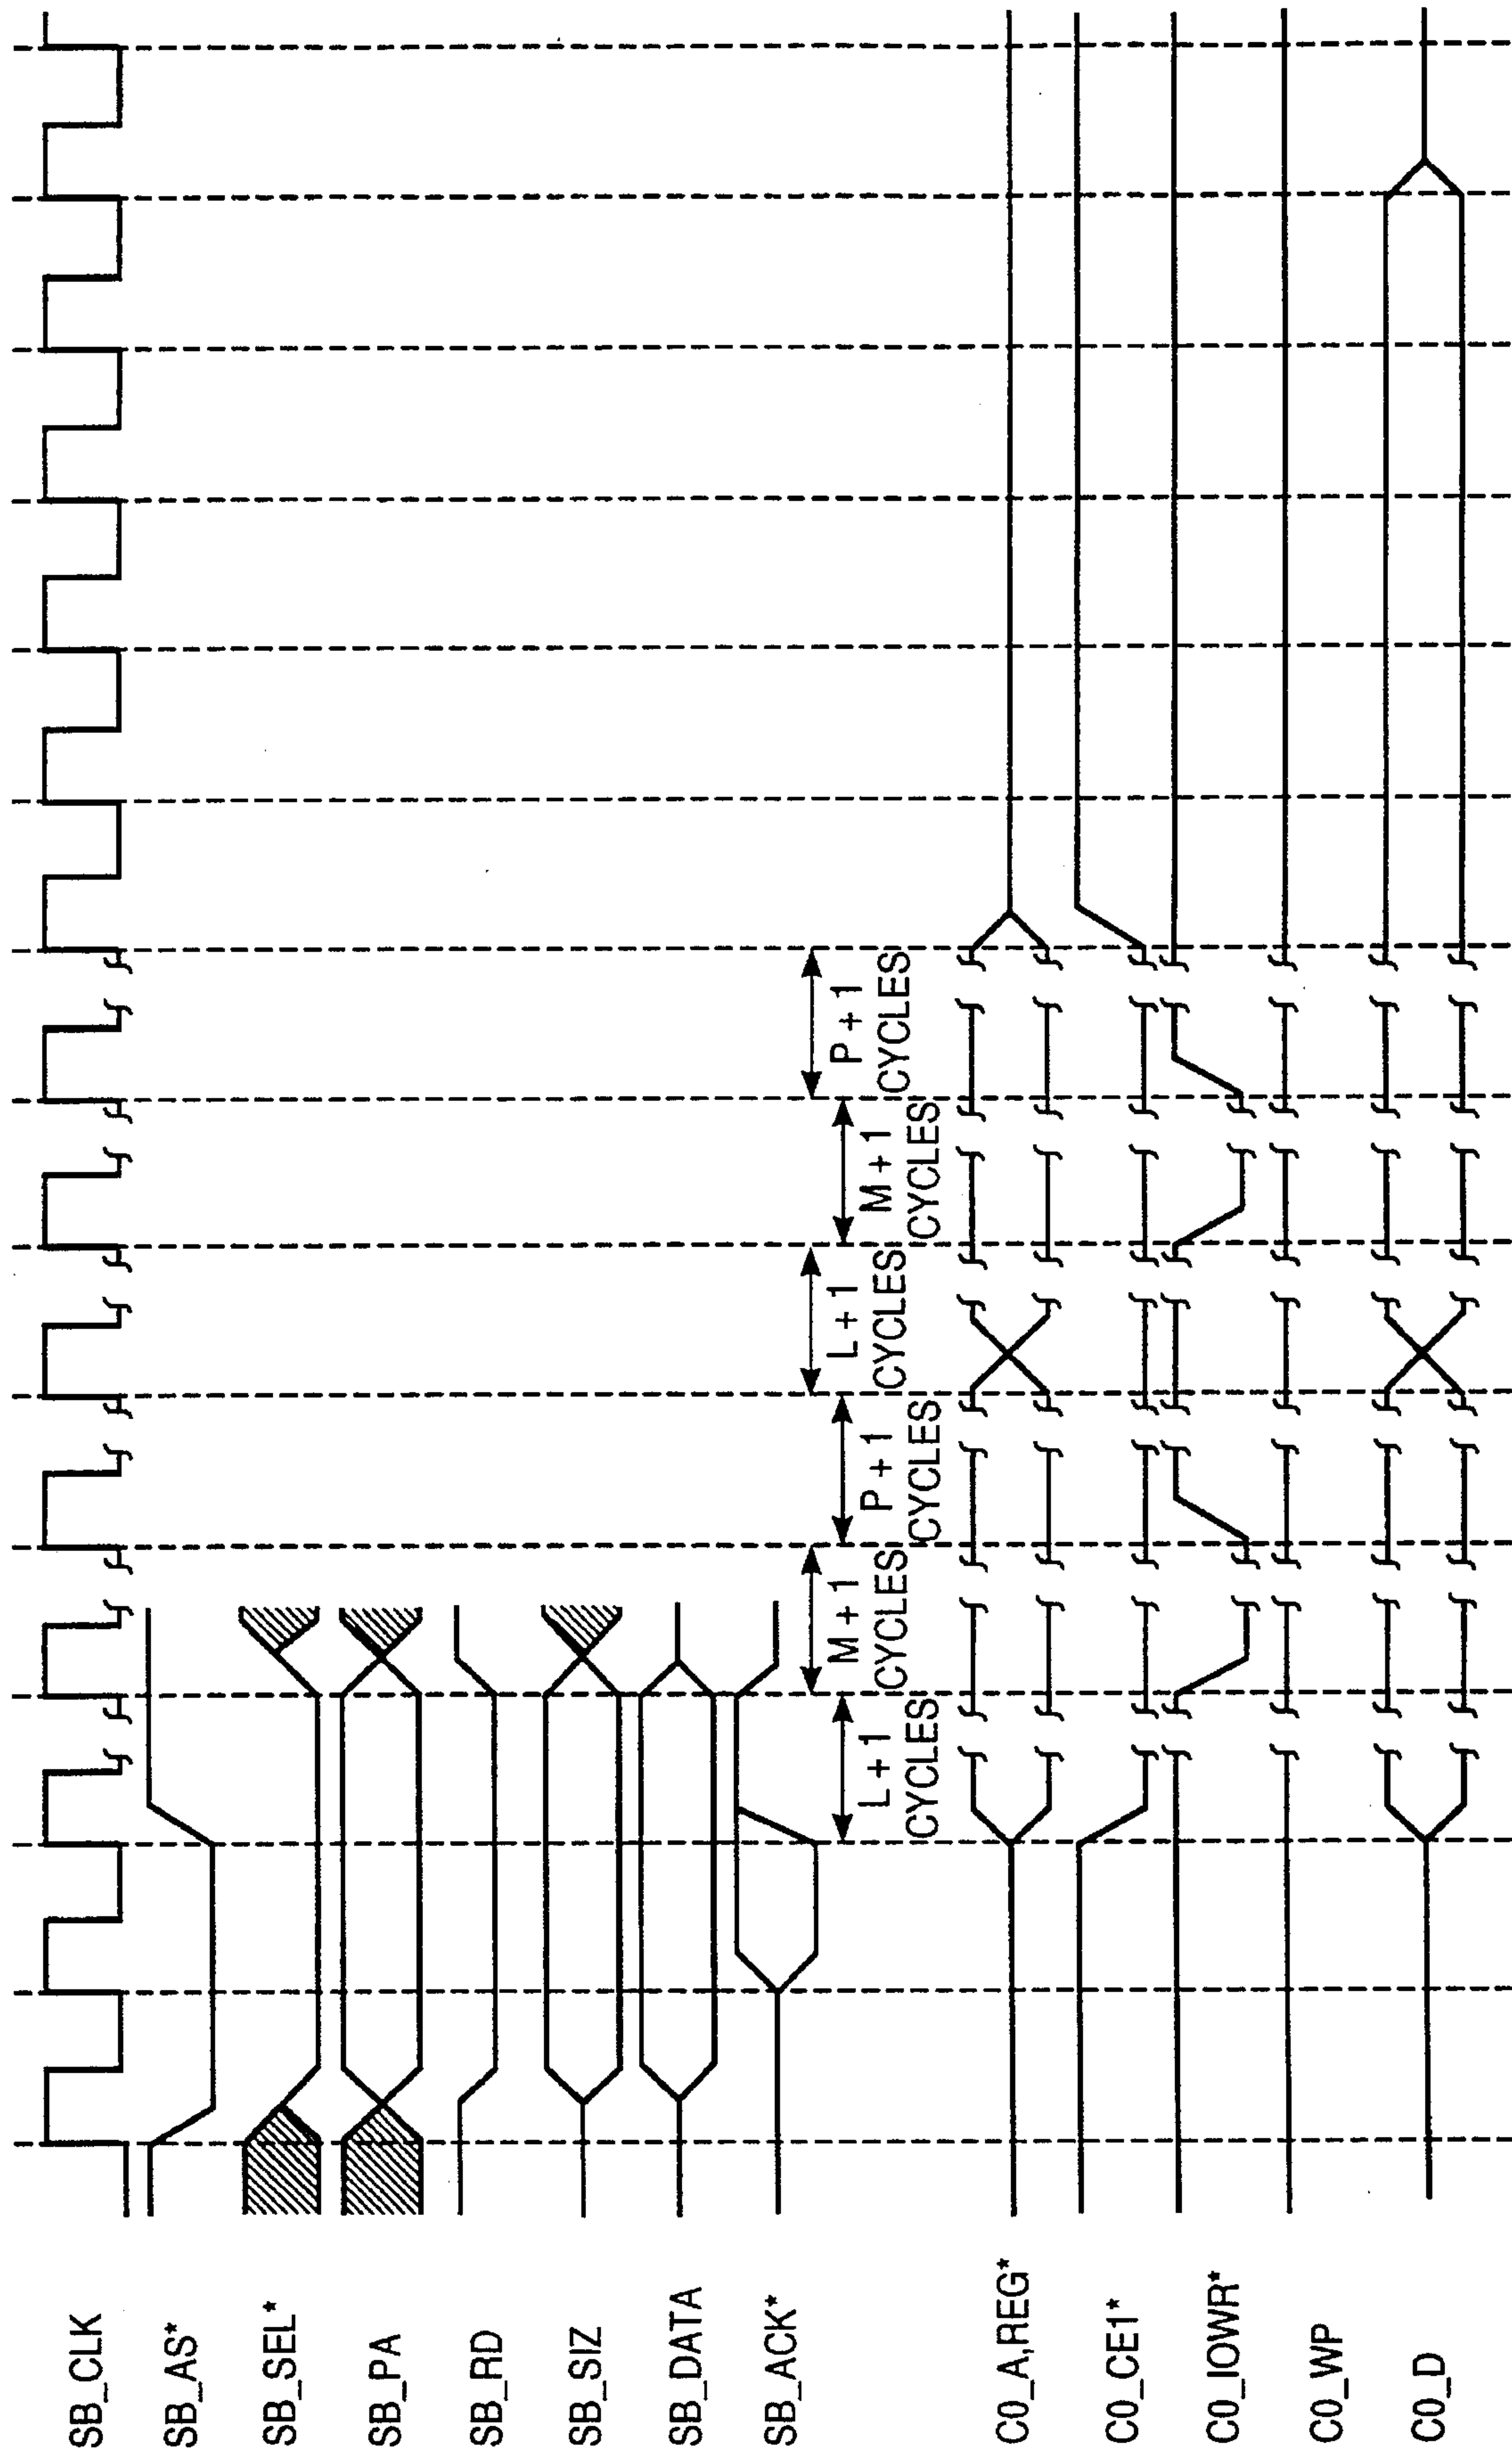 SB_CLK
SB_AS*
SB_SEL*
SB_PA
SB_RD
SB_SIZ
SB_DATA
SB_ACK*
L+1
CYCLES
M+1
CYCLES
P+1
CYCLES
L+1
CYCLES
M+1
CYCLES
P+1
CYCLES
C0_A,REG*
C0_CE1*
C0_IOWR*
C0_WP
C0_D